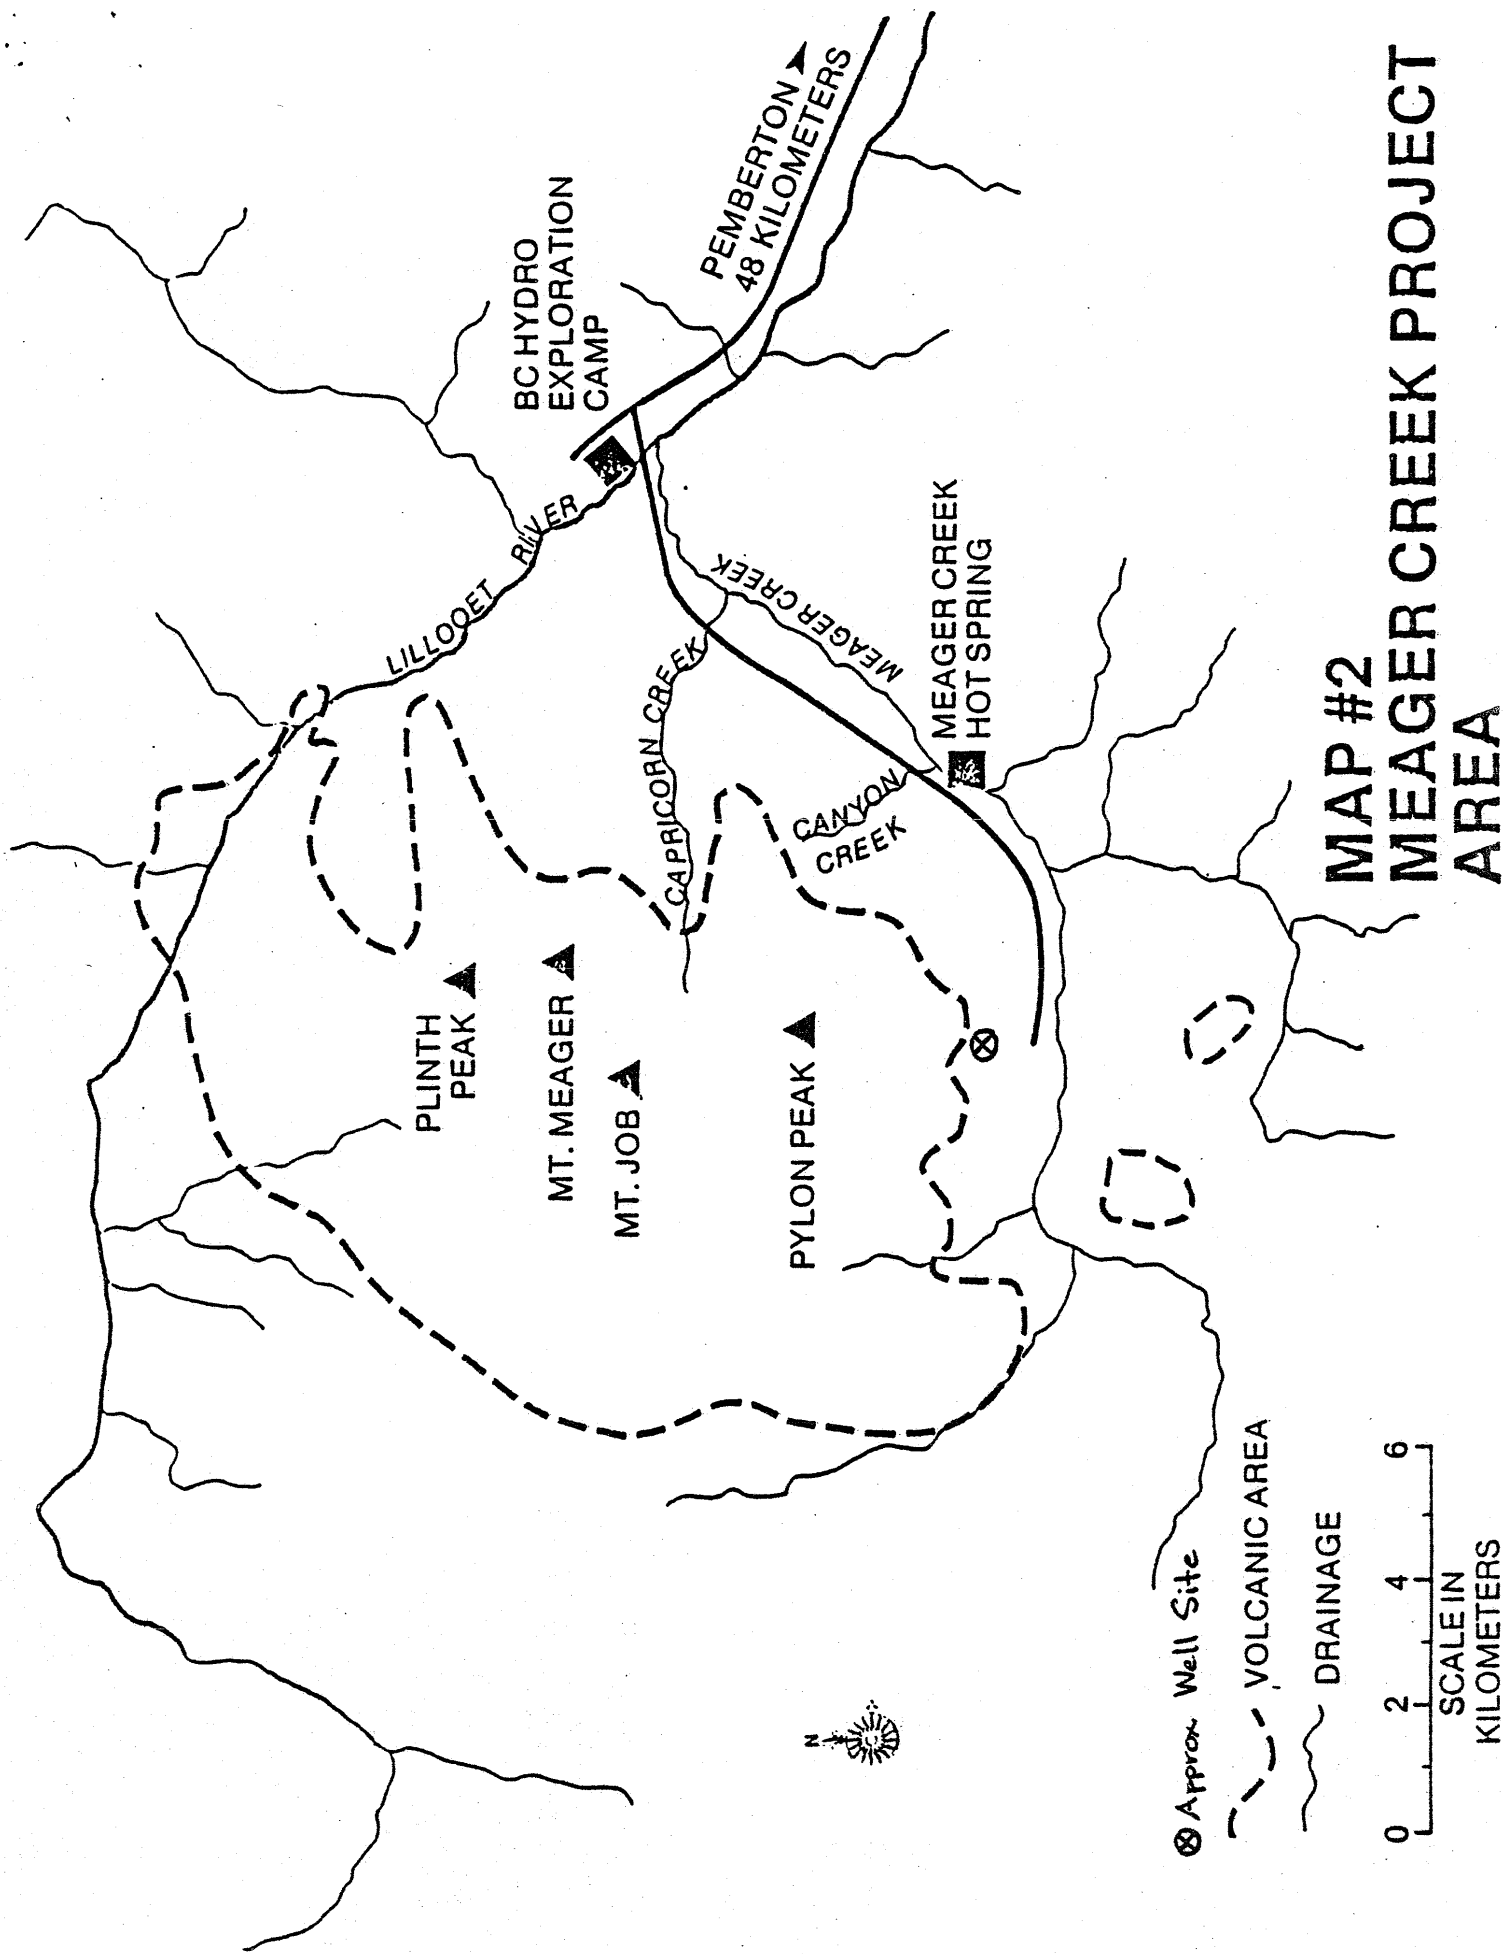 PEMBERTON
48 KILOMETERS
BC HYDRO
EXPLORATION
CAMP
LILLOOET RIVER
MEAGER CREEK
CAPRICORN CREEK
MEAGER CREEK
HOT SPRING
CANYON
CREEK
PLINTH
PEAK
MT. MEAGER
MT. JOB
PYLON PEAK
N
Approx Well Site
VOLCANIC AREA
DRAINAGE
0 2 4 6
SCALE IN
KILOMETERS
MAP #2
MEAGER CREEK PROJECT
AREA